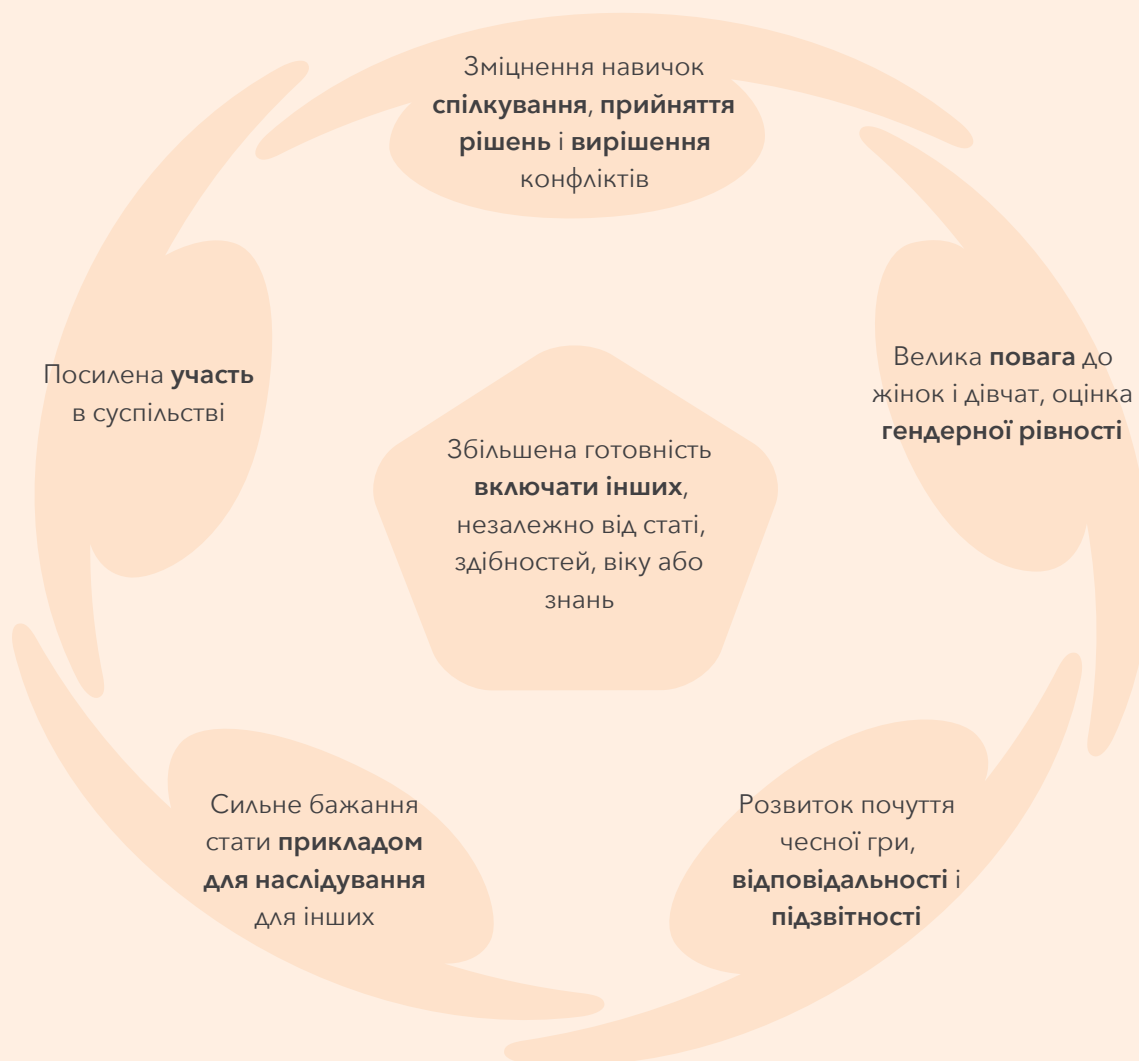 Зміцнення навичок
спілкування, прийняття
рішень і вирішення
конфліктів
Велика повага до
жінок і дівчат, оцінка
гендерної рівності
Посилена участь
в суспільстві
Збільшена готовність
включати інших,
незалежно від статі,
здібностей, віку або
знань
Сильне бажання
стати прикладом
для наслідування
для інших
Розвиток почуття
чесної гри,
відповідальності і
підзвітності